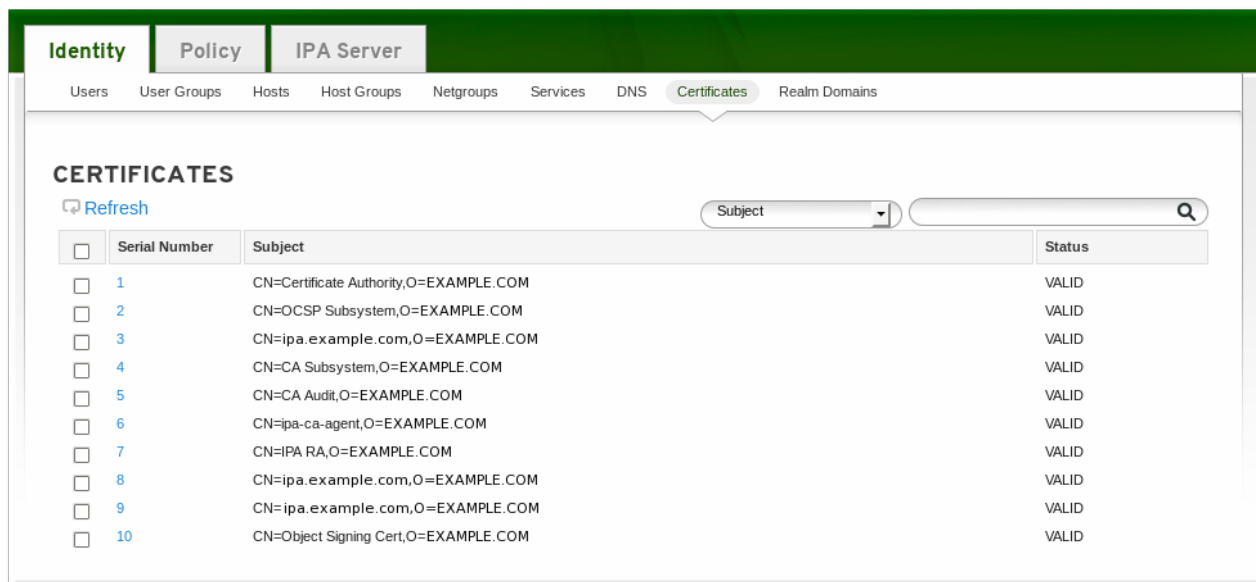 Identity Policy IPA Server
Users User Groups Hosts Host Groups Netgroups Services DNS Certificates Realm Domains
CERTIFICATES
Refresh Subject
Serial Number Subject Status
1 CN=Certificate Authority,O=EXAMPLE.COM VALID
2 CN=OCSP Subsystem,O=EXAMPLE.COM VALID
3 CN=ipa.example.com,O=EXAMPLE.COM VALID
4 CN=CA Subsystem,O=EXAMPLE.COM VALID
5 CN=CA Audit,O=EXAMPLE.COM VALID
6 CN=ipa-ca-agent,O=EXAMPLE.COM VALID
7 CN=IPA RA,O=EXAMPLE.COM VALID
8 CN=ipa.example.com,O=EXAMPLE.COM VALID
9 CN=ipa.example.com,O=EXAMPLE.COM VALID
10 CN=Object Signing Cert,O=EXAMPLE.COM VALID